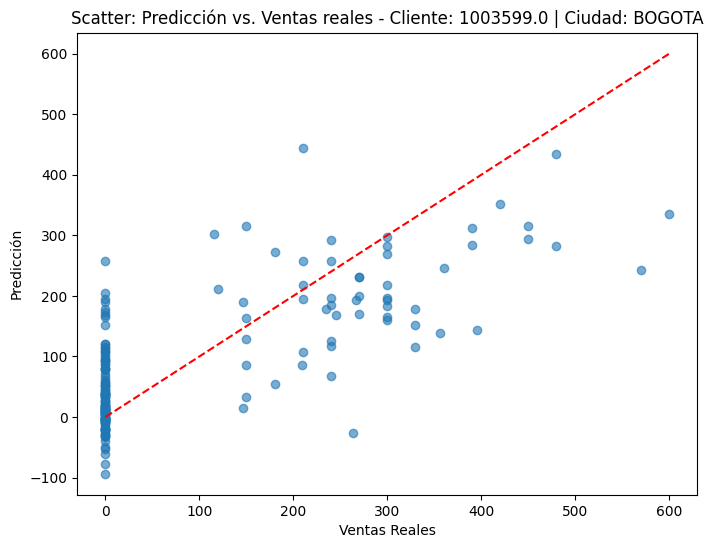 Scatter: Predicción vs. Ventas reales - Cliente: 1003599.0 | Ciudad: BOGOTA
600
500
400
300
200
100
0
−100
Predicción
0 100 200 300 400 500 600
Ventas Reales